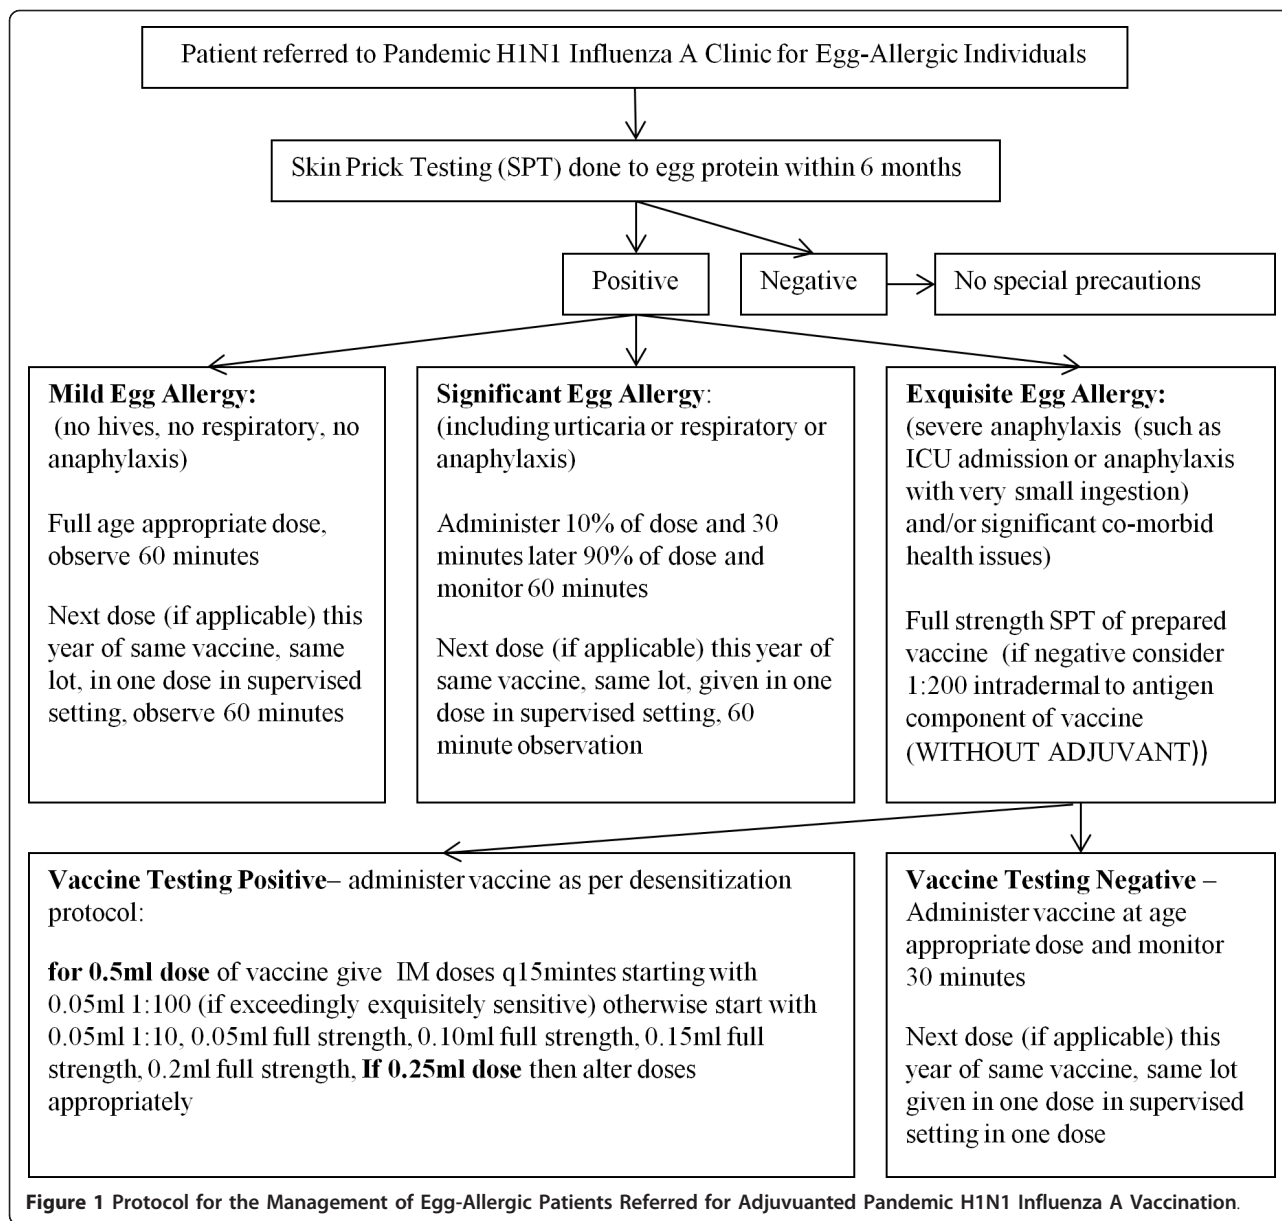 Patient referred to Pandemic H1N1 Influenza A Clinic for Egg-Allergic Individuals
Skin Prick Testing (SPT) done to egg protein within 6 months
Positive
Negative
No special precautions
Mild Egg Allergy:
(no hives, no respiratory, no
anaphylaxis)
Full age appropriate dose,
observe 60 minutes
Next dose (if applicable) this
year of same vaccine, same
lot, in one dose in supervised
setting, observe 60 minutes
Significant Egg Allergy:
(including urticaria or respiratory or
anaphylaxis)
Administer 10% of dose and 30
minutes later 90% of dose and
monitor 60 minutes
Next dose (if applicable) this year of
same vaccine, same lot, given in one
dose in supervised setting, 60
minute observation
Exquisite Egg Allergy:
(severe anaphylaxis (such as
ICU admission or anaphylaxis
with very small ingestion)
and/or significant co-morbid
health issues)
Full strength SPT of prepared
vaccine (if negative consider
1:200 intradermal to antigen
component of vaccine
(WITHOUT ADJUVANT))
Vaccine Testing Positive– administer vaccine as per desensitization
protocol:
for 0.5ml dose of vaccine give IM doses q15mintes starting with
0.05ml 1:100 (if exceedingly exquisitely sensitive) otherwise start with
0.05ml 1:10, 0.05ml full strength, 0.10ml full strength, 0.15ml full
strength, 0.2ml full strength, If 0.25ml dose then alter doses
appropriately
Vaccine Testing Negative –
Administer vaccine at age
appropriate dose and monitor
30 minutes
Next dose (if applicable) this
year of same vaccine, same lot
given in one dose in supervised
setting in one dose
Figure 1 Protocol for the Management of Egg-Allergic Patients Referred for Adjuvuanted Pandemic H1N1 Influenza A Vaccination.